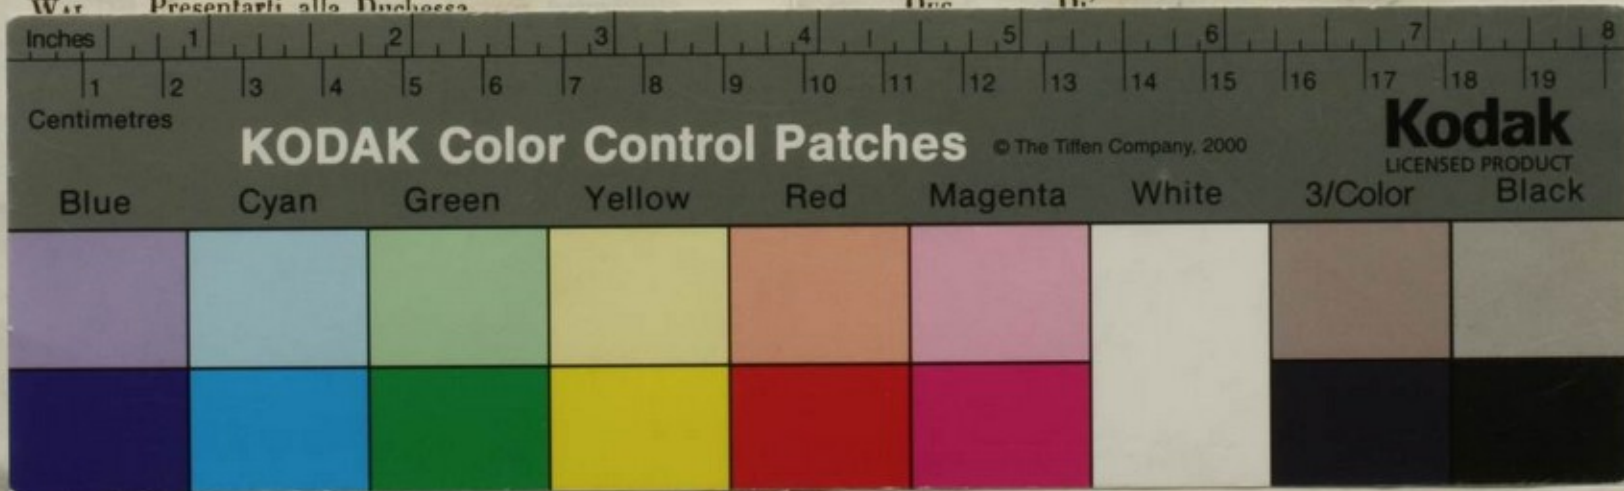 Presentarti alla Duchessa
Inches 1 2 3 4 5 6 7 8
1 2 3 4 5 6 7 8 9 10 11 12 13 14 15 16 17 18 19
Centimetres
KODAK Color Control Patches © The Tiffen Company, 2000 Kodak
LICENSED PRODUCT
Blue Cyan Green Yellow Red Magenta White 3/Color Black